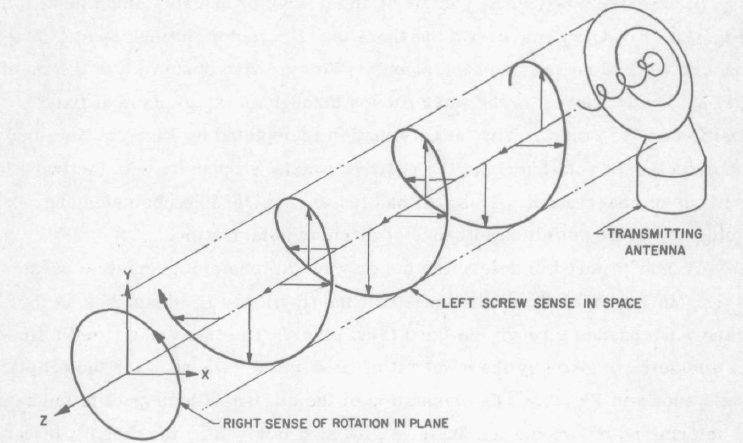 TRANSMITTING
ANTENNA
LEFT SCREW SENSE IN SPACE
Y
X
Z
RIGHT SENSE OF ROTATION IN PLANE